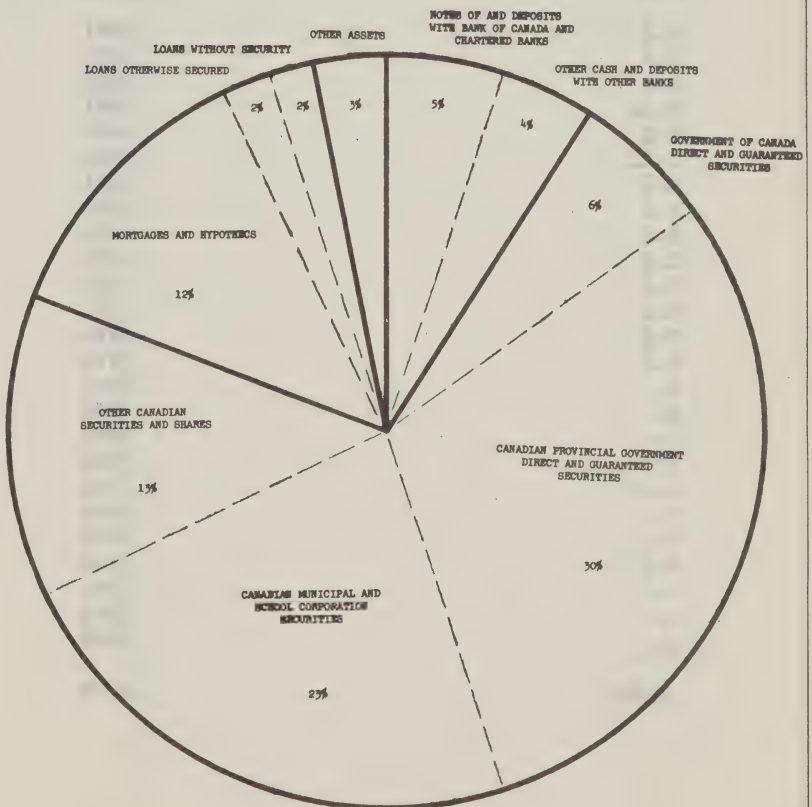 NOTES OF AND DEPOSITS
WITH BANK OF CANADA AND
CHARTERED BANKS
OTHER ASSETS
LOANS WITHOUT SECURITY
LOANS OTHERWISE SECURED
OTHER CASH AND DEPOSITS
WITH OTHER BANKS
2%
2%
3%
5%
4%
GOVERNMENT OF CANADA
DIRECT AND GUARANTEED
SECURITIES
6%
MORTGAGES AND HYPOTHECS
12%
OTHER CANADIAN
SECURITIES AND SHARES
13%
CANADIAN PROVINCIAL GOVERNMENT
DIRECT AND GUARANTEED
SECURITIES
30%
CANADIAN MUNICIPAL AND
SCHOOL CORPORATION
SECURITIES
23%